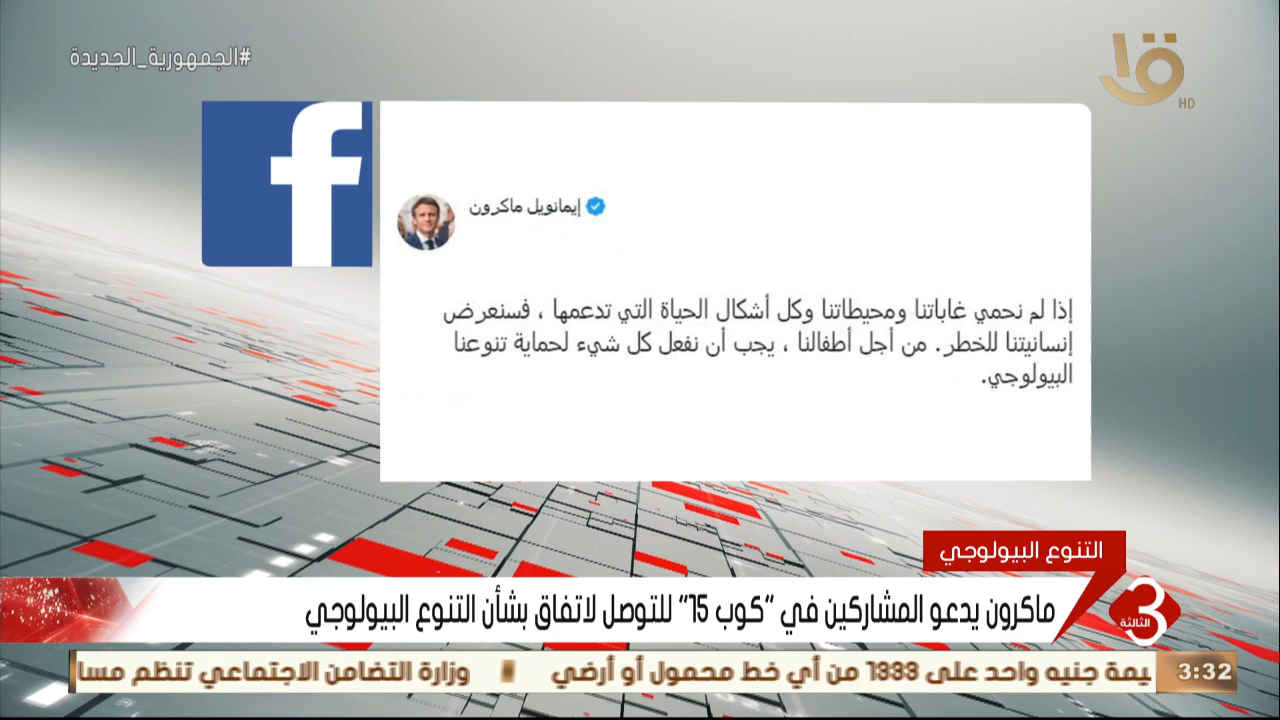 #الجمهورية_الجديدة
HD
إيمانويل ماكرون
إذا لم نحمي غاباتنا ومحيطاتنا وكل أشكال الحياة التي تدعمها ، فسنعرض
إنسانيتنا للخطر. من أجل أطفالنا ، يجب أن نفعل كل شيء لحماية تنوعنا
البيولوجي.
التنوع البيولوجي
ماكرون يدعو المشاركين في "كوب 15" للتوصل لاتفاق بشأن التنوع البيولوجي
3 الثالثة
يمة جنيه واحد على 1333 من أي خط محمول أو أرضي وزارة التضامن الاجتماعي تنظم مسا
3:32